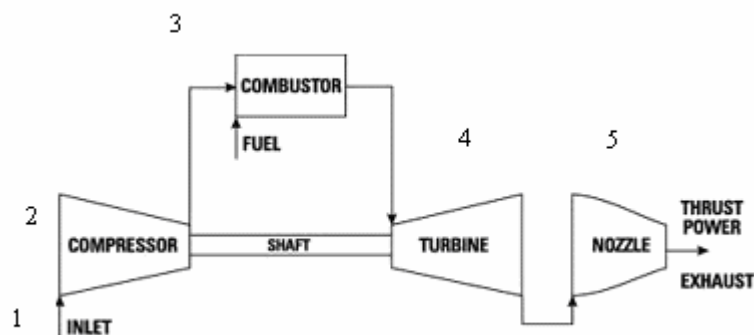 3
COMBUSTOR
FUEL
4
5
2
COMPRESSOR
SHAFT
TURBINE
NOZZLE
THRUST
POWER
EXHAUST
1
INLET